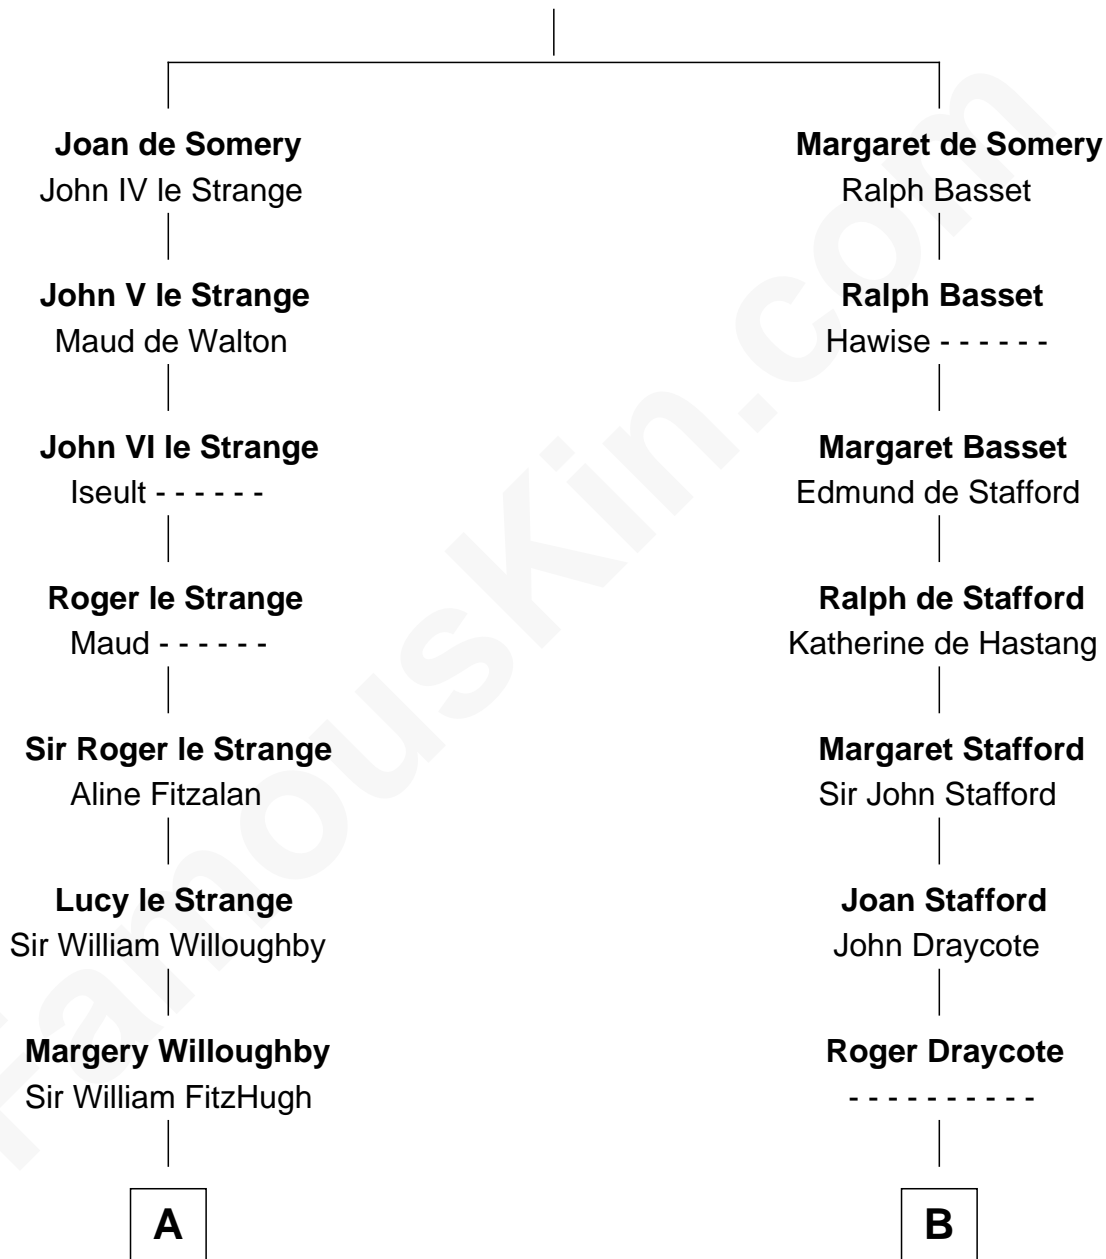 Joan de Somery
John IV le Strange
John V le Strange
Maud de Walton
John VI le Strange
Iseult - - - - - -
Roger le Strange
Maud - - - - - -
Sir Roger le Strange
Aline Fitzalan
Lucy le Strange
Sir William Willoughby
Margery Willoughby
Sir William FitzHugh
A
Margaret de Somery
Ralph Basset
Ralph Basset
Hawise - - - - - -
Margaret Basset
Edmund de Stafford
Ralph de Stafford
Katherine de Hastang
Margaret Stafford
Sir John Stafford
Joan Stafford
John Draycote
Roger Draycote
- - - - - - - - - -
B
FamousKin.com